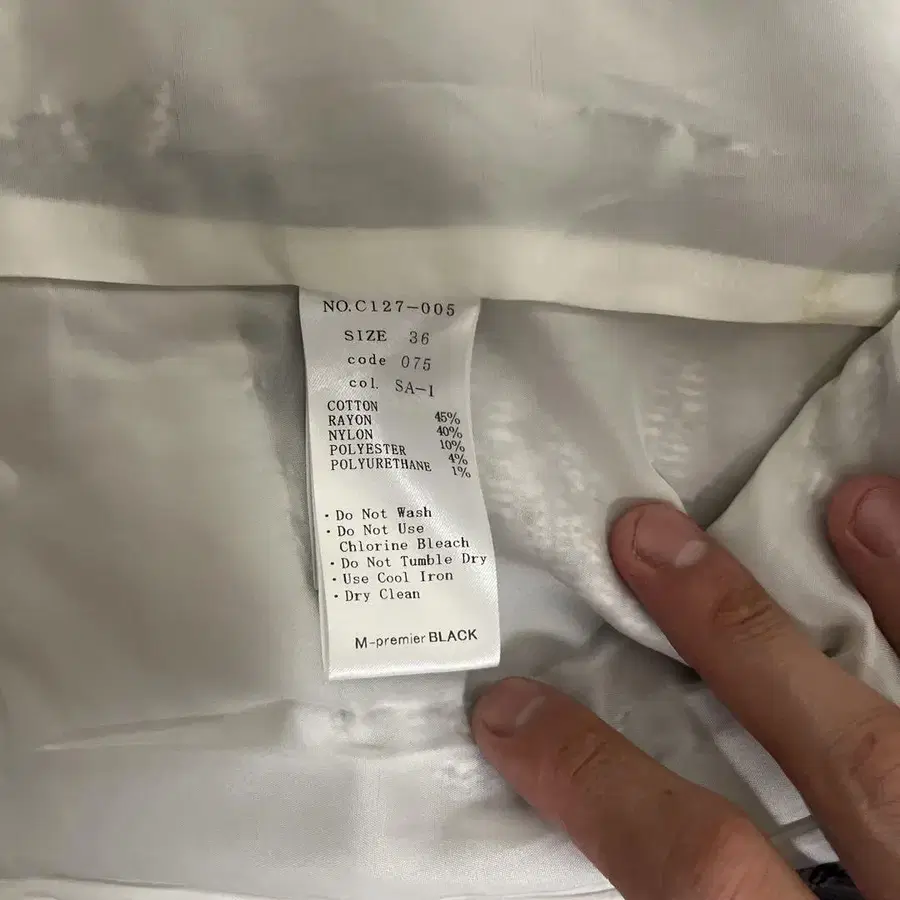 NO.C127-005
SIZE 36
code 075
col. SA-1
COTTON 45%
RAYON 40%
NYLON 10%
POLYESTER 4%
POLYURETHANE 1%
・Do Not Wash
・Do Not Use
Chlorine Bleach
・Do Not Tumble Dry
・Use Cool Iron
・Dry Clean
M-premier BLACK